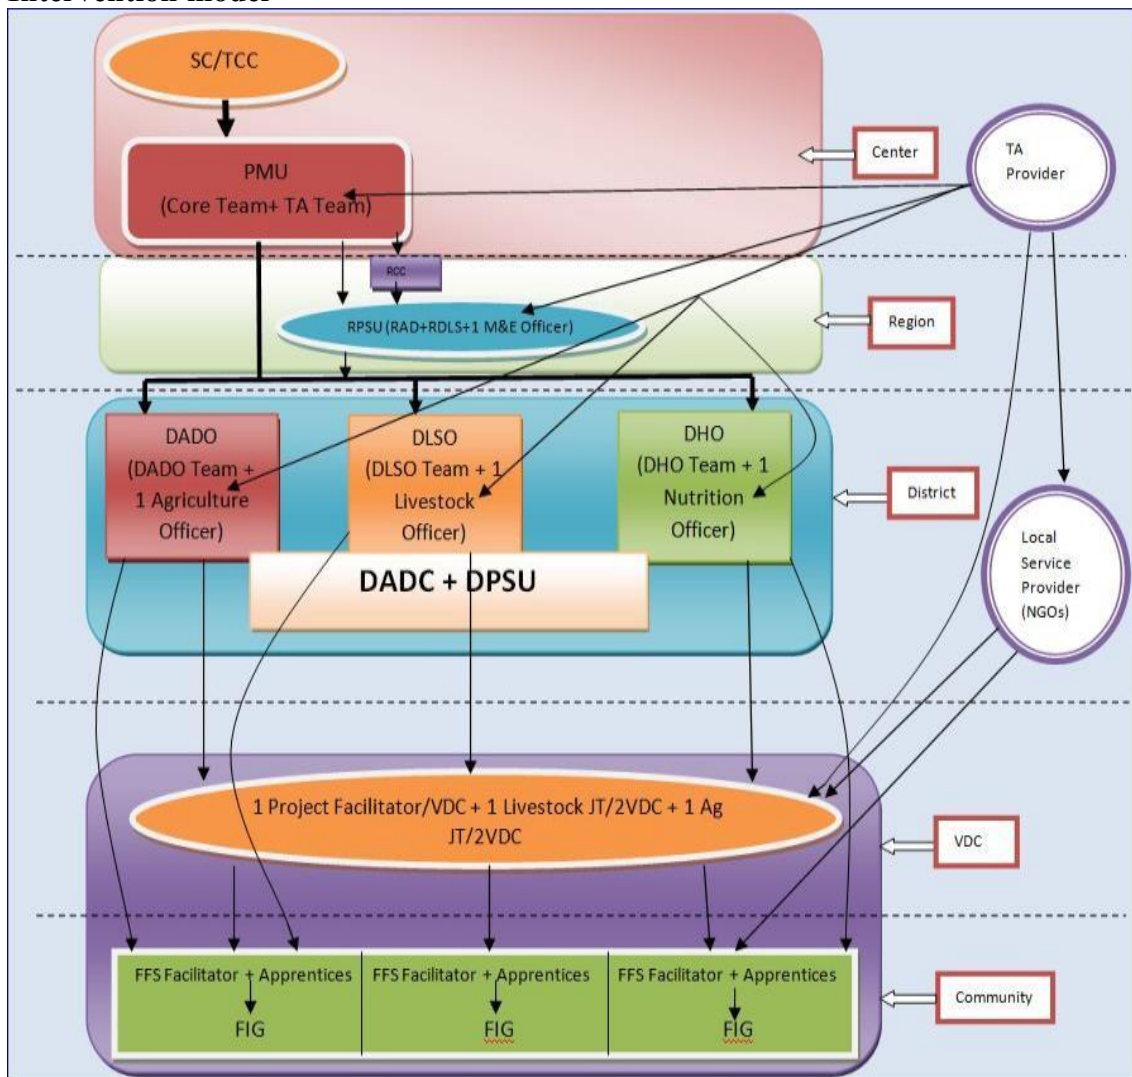 Intervention model
SC/TCC
PMU
(Core Team+ TA Team)
Center
TA
Provider
RCC
RPSU (RAD+RDLS+1 M&E Officer)
Region
DADO
(DADO Team +
1 Agriculture
Officer)
DLSO
(DLSO Team + 1
Livestock
Officer)
DHO
(DHO Team + 1
Nutrition
Officer)
District
DADC + DPSU
Local
Service
Provider
(NGOs)
1 Project Facilitator/VDC + 1 Livestock JT/2VDC + 1 Ag
JT/2VDC
VDC
FFS Facilitator + Apprentices
FIG
FFS Facilitator + Apprentices
FIG
FFS Facilitator + Apprentices
FIG
Community